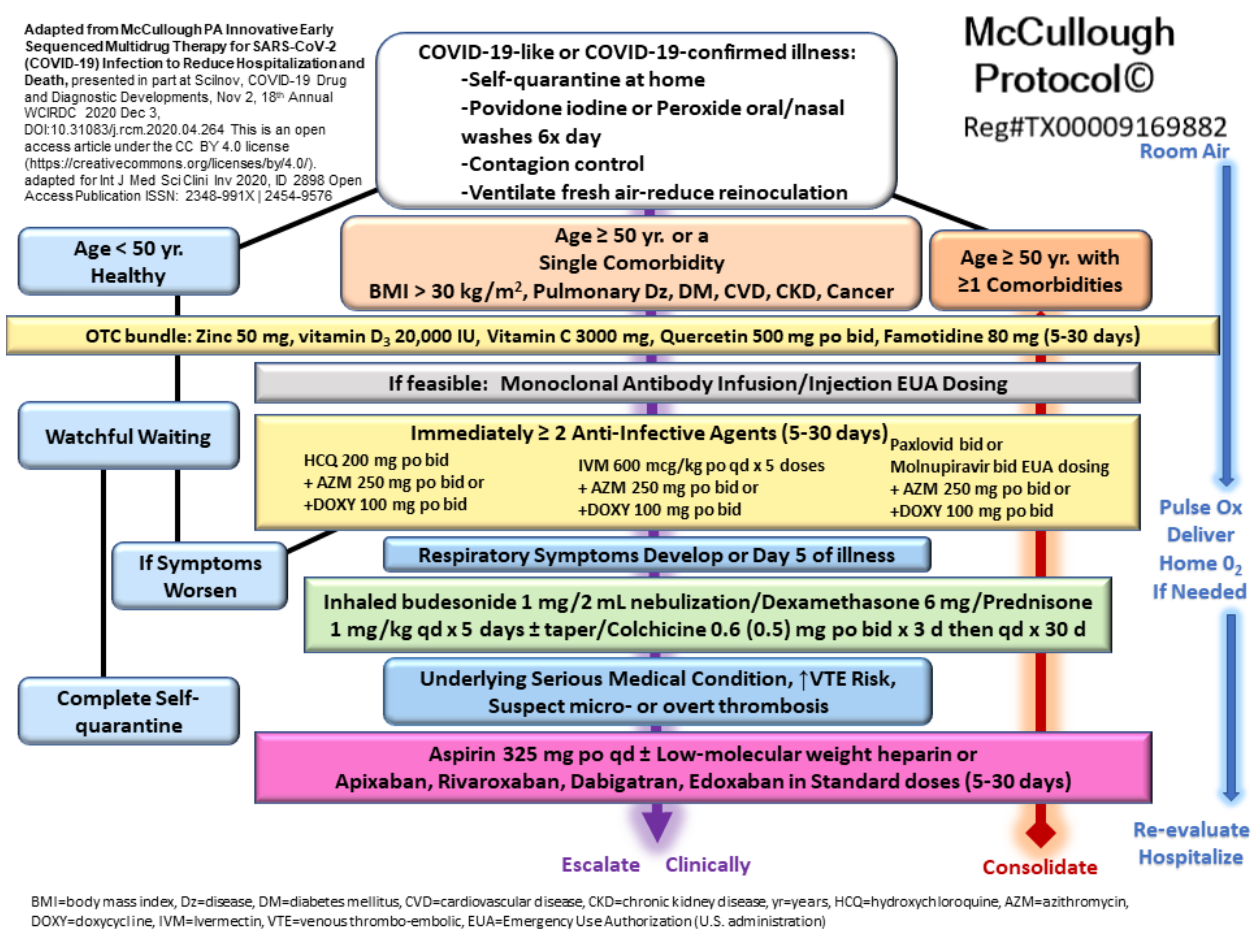 Adapted from McCullough PA Innovative Early
Sequenced Multidrug Therapy for SARS-CoV-2
(COVID-19) Infection to Reduce Hospitalization and
Death, presented in part at SciInov, COVID-19 Drug
and Diagnostic Developments, Nov 2, 18th Annual
WCIRDC 2020 Dec 3,
DOI:10.31083/j.rcm.2020.04.264 This is an open
access article under the CC BY 4.0 license
(https://creativecommons.org/licenses/by/4.0/).
adapted for Int J Med Sci Clini Inv 2020, ID 2898 Open
Access Publication ISSN: 2348-991X | 2454-9576
COVID-19-like or COVID-19-confirmed illness:
-Self-quarantine at home
-Povidone iodine or Peroxide oral/nasal
washes 6x day
-Contagion control
-Ventilate fresh air-reduce reinoculation
McCullough
Protocol©
Reg#TX00009169882
Room Air
Age < 50 yr.
Healthy
Age ≥ 50 yr. or a
Single Comorbidity
BMI > 30 kg/m², Pulmonary Dz, DM, CVD, CKD, Cancer
Age ≥ 50 yr. with
≥1 Comorbidities
OTC bundle: Zinc 50 mg, vitamin D₃ 20,000 IU, Vitamin C 3000 mg, Quercetin 500 mg po bid, Famotidine 80 mg (5-30 days)
If feasible: Monoclonal Antibody Infusion/Injection EUA Dosing
Watchful Waiting
Immediately ≥ 2 Anti-Infective Agents (5-30 days)
HCQ 200 mg po bid
+ AZM 250 mg po bid or
+DOXY 100 mg po bid
IVM 600 mcg/kg po qd x 5 doses
+ AZM 250 mg po bid or
+DOXY 100 mg po bid
Paxlovid bid or
Molnupiravir bid EUA dosing
+ AZM 250 mg po bid or
+DOXY 100 mg po bid
Pulse Ox
Deliver
Home 0₂
If Needed
If Symptoms
Worsen
Respiratory Symptoms Develop or Day 5 of illness
Inhaled budesonide 1 mg/2 mL nebulization/Dexamethasone 6 mg/Prednisone
1 mg/kg qd x 5 days ± taper/Colchicine 0.6 (0.5) mg po bid x 3 d then qd x 30 d
Complete Self-
quarantine
Underlying Serious Medical Condition, ↑VTE Risk,
Suspect micro- or overt thrombosis
Aspirin 325 mg po qd ± Low-molecular weight heparin or
Apixaban, Rivaroxaban, Dabigatran, Edoxaban in Standard doses (5-30 days)
Escalate Clinically
Consolidate
Re-evaluate
Hospitalize
BMI=body mass index, Dz=disease, DM=diabetes mellitus, CVD=cardiovascular disease, CKD=chronic kidney disease, yr=years, HCQ=hydroxychloroquine, AZM=azithromycin,
DOXY=doxycycline, IVM=Ivermectin, VTE=venous thrombo-embolic, EUA=Emergency Use Authorization (U.S. administration)